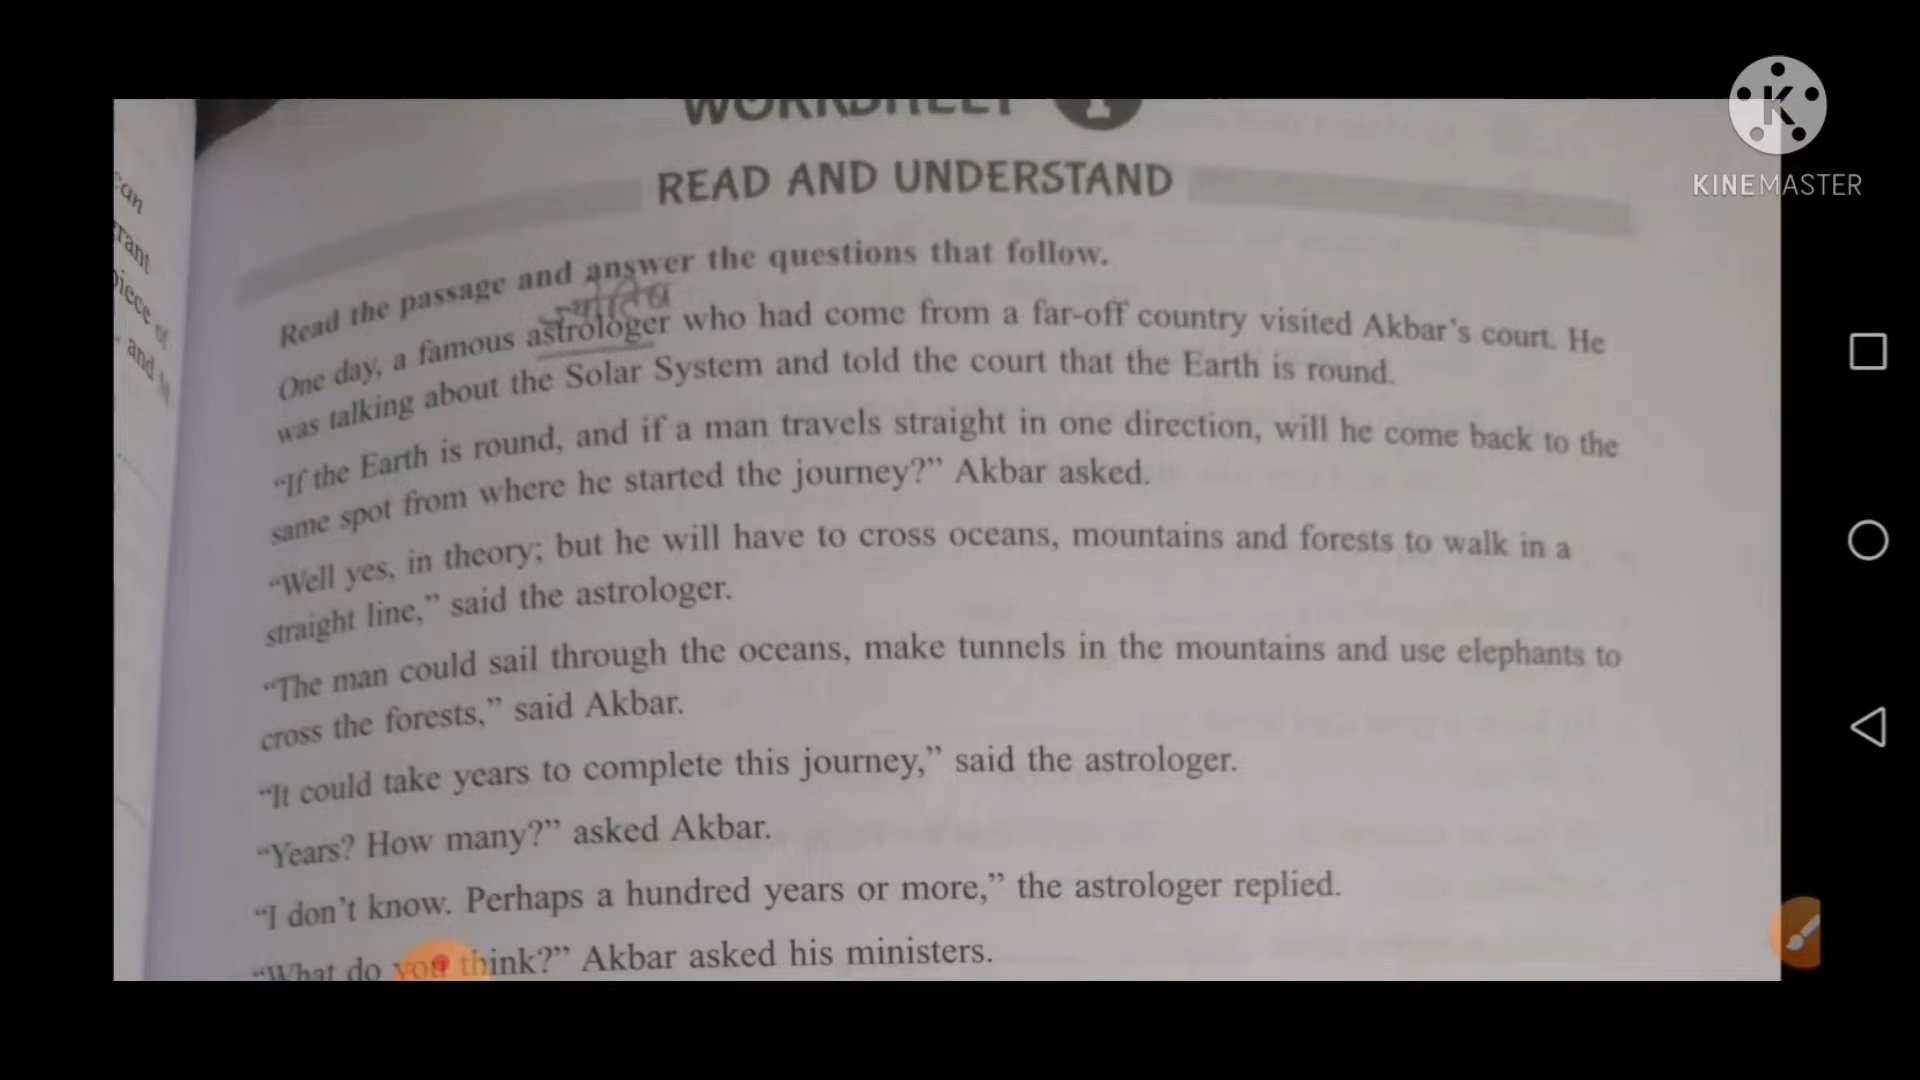 WORKSHEET 1
READ AND UNDERSTAND
Read the passage and answer the questions that follow.
ज्योतिष
One day, a famous astrologer who had come from a far-off country visited Akbar's court. He
was talking about the Solar System and told the court that the Earth is round.
“If the Earth is round, and if a man travels straight in one direction, will he come back to the
same spot from where he started the journey?” Akbar asked.
“Well yes, in theory; but he will have to cross oceans, mountains and forests to walk in a
straight line,” said the astrologer.
“The man could sail through the oceans, make tunnels in the mountains and use elephants to
cross the forests,” said Akbar.
“It could take years to complete this journey,” said the astrologer.
“Years? How many?” asked Akbar.
“I don't know. Perhaps a hundred years or more,” the astrologer replied.
“What do you think?” Akbar asked his ministers.
can
grant
piece of
and
K
KINEMASTER